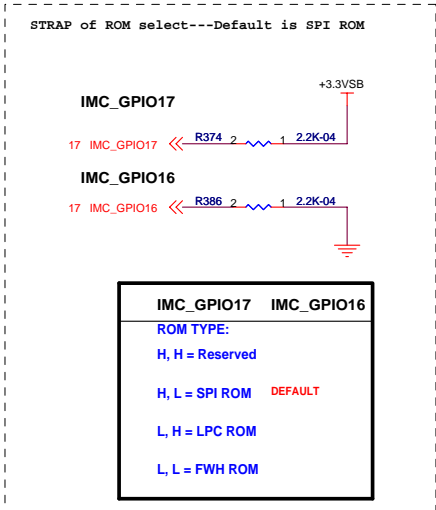 STRAP of ROM select---Default is SPI ROM
+3.3VSB
IMC_GPIO17
17 IMC_GPIO17 R374 2 1 2.2K-04
IMC_GPIO16
17 IMC_GPIO16 R386 2 1 2.2K-04
IMC_GPIO17 IMC_GPIO16
ROM TYPE:
H, H = Reserved
H, L = SPI ROM DEFAULT
L, H = LPC ROM
L, L = FWH ROM